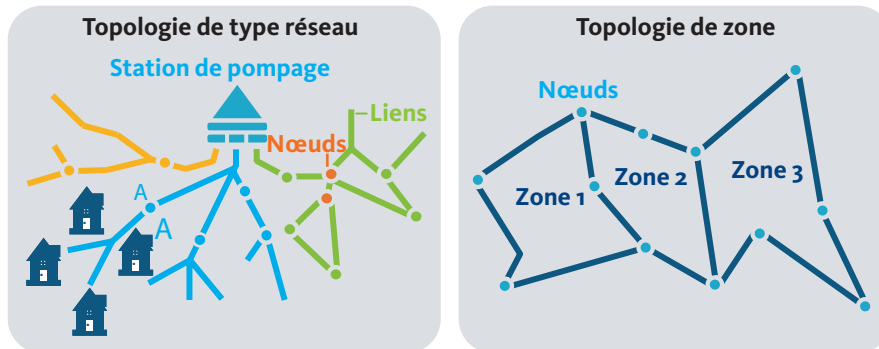 Topologie de type réseau
Station de pompage
Liens
Nœuds
A
A
Topologie de zone
Nœuds
Zone 1
Zone 2
Zone 3